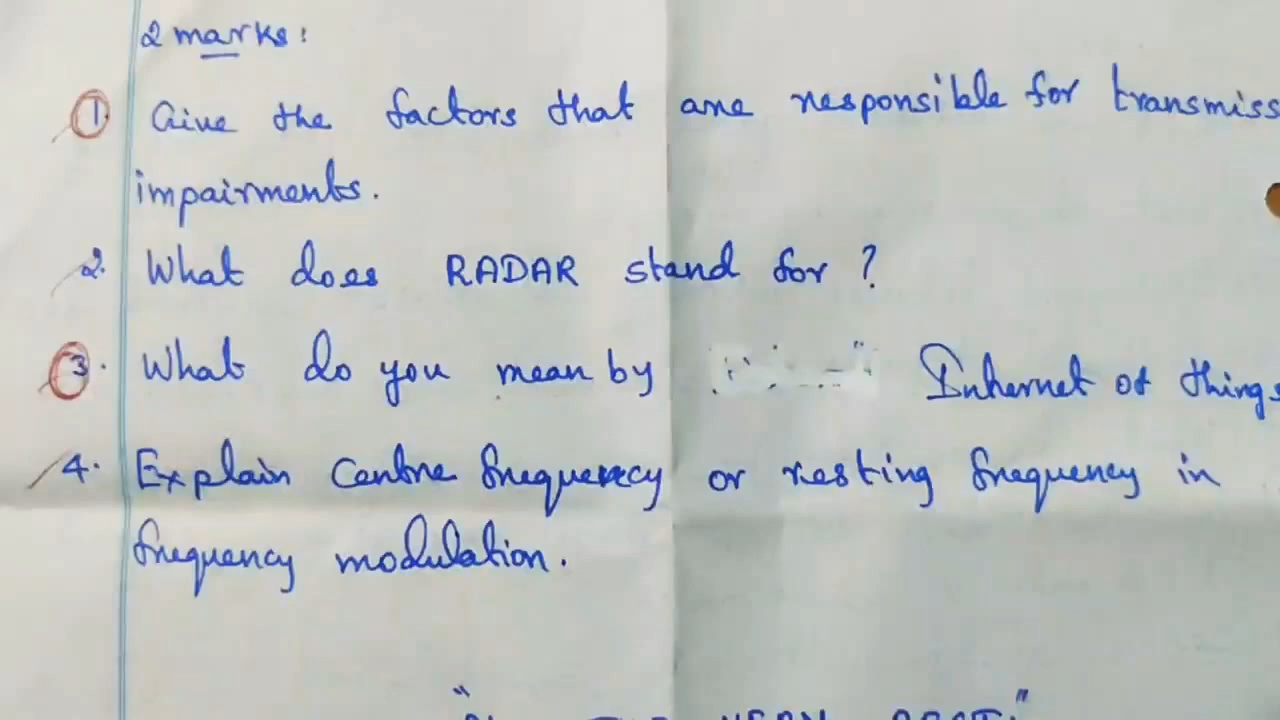 2 marks:
① Give the factors that are responsible for transmiss
impairments.
2. What does RADAR stand for ?
③. What do you mean by Internet of things
4. Explain Centre frequency or resting frequency in
frequency modulation.